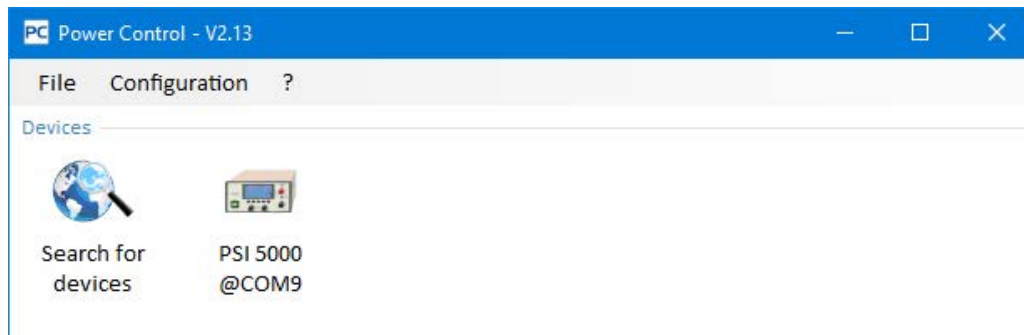 PC Power Control - V2.13
File Configuration ?
Devices
Search for
devices
PSI 5000
@COM9